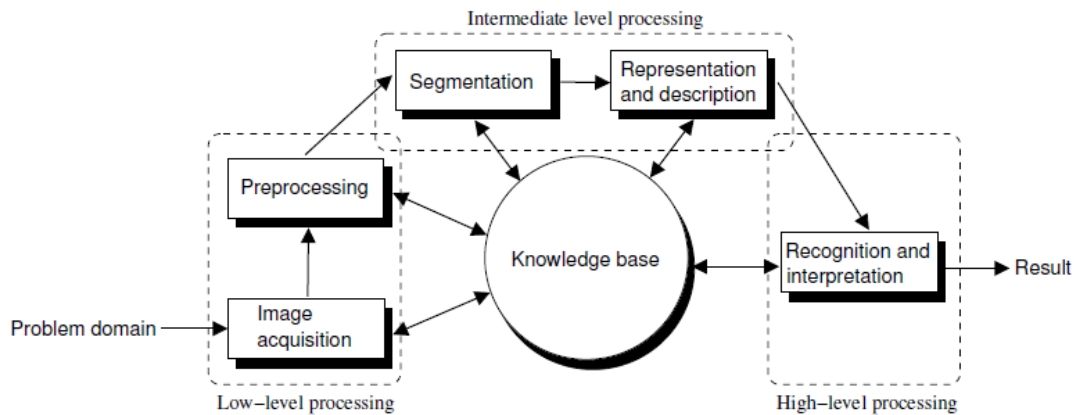 Intermediate level processing
Segmentation
Representation
and description
Preprocessing
Knowledge base
Recognition and
interpretation
Result
Image
acquisition
Problem domain
Low–level processing
High–level processing